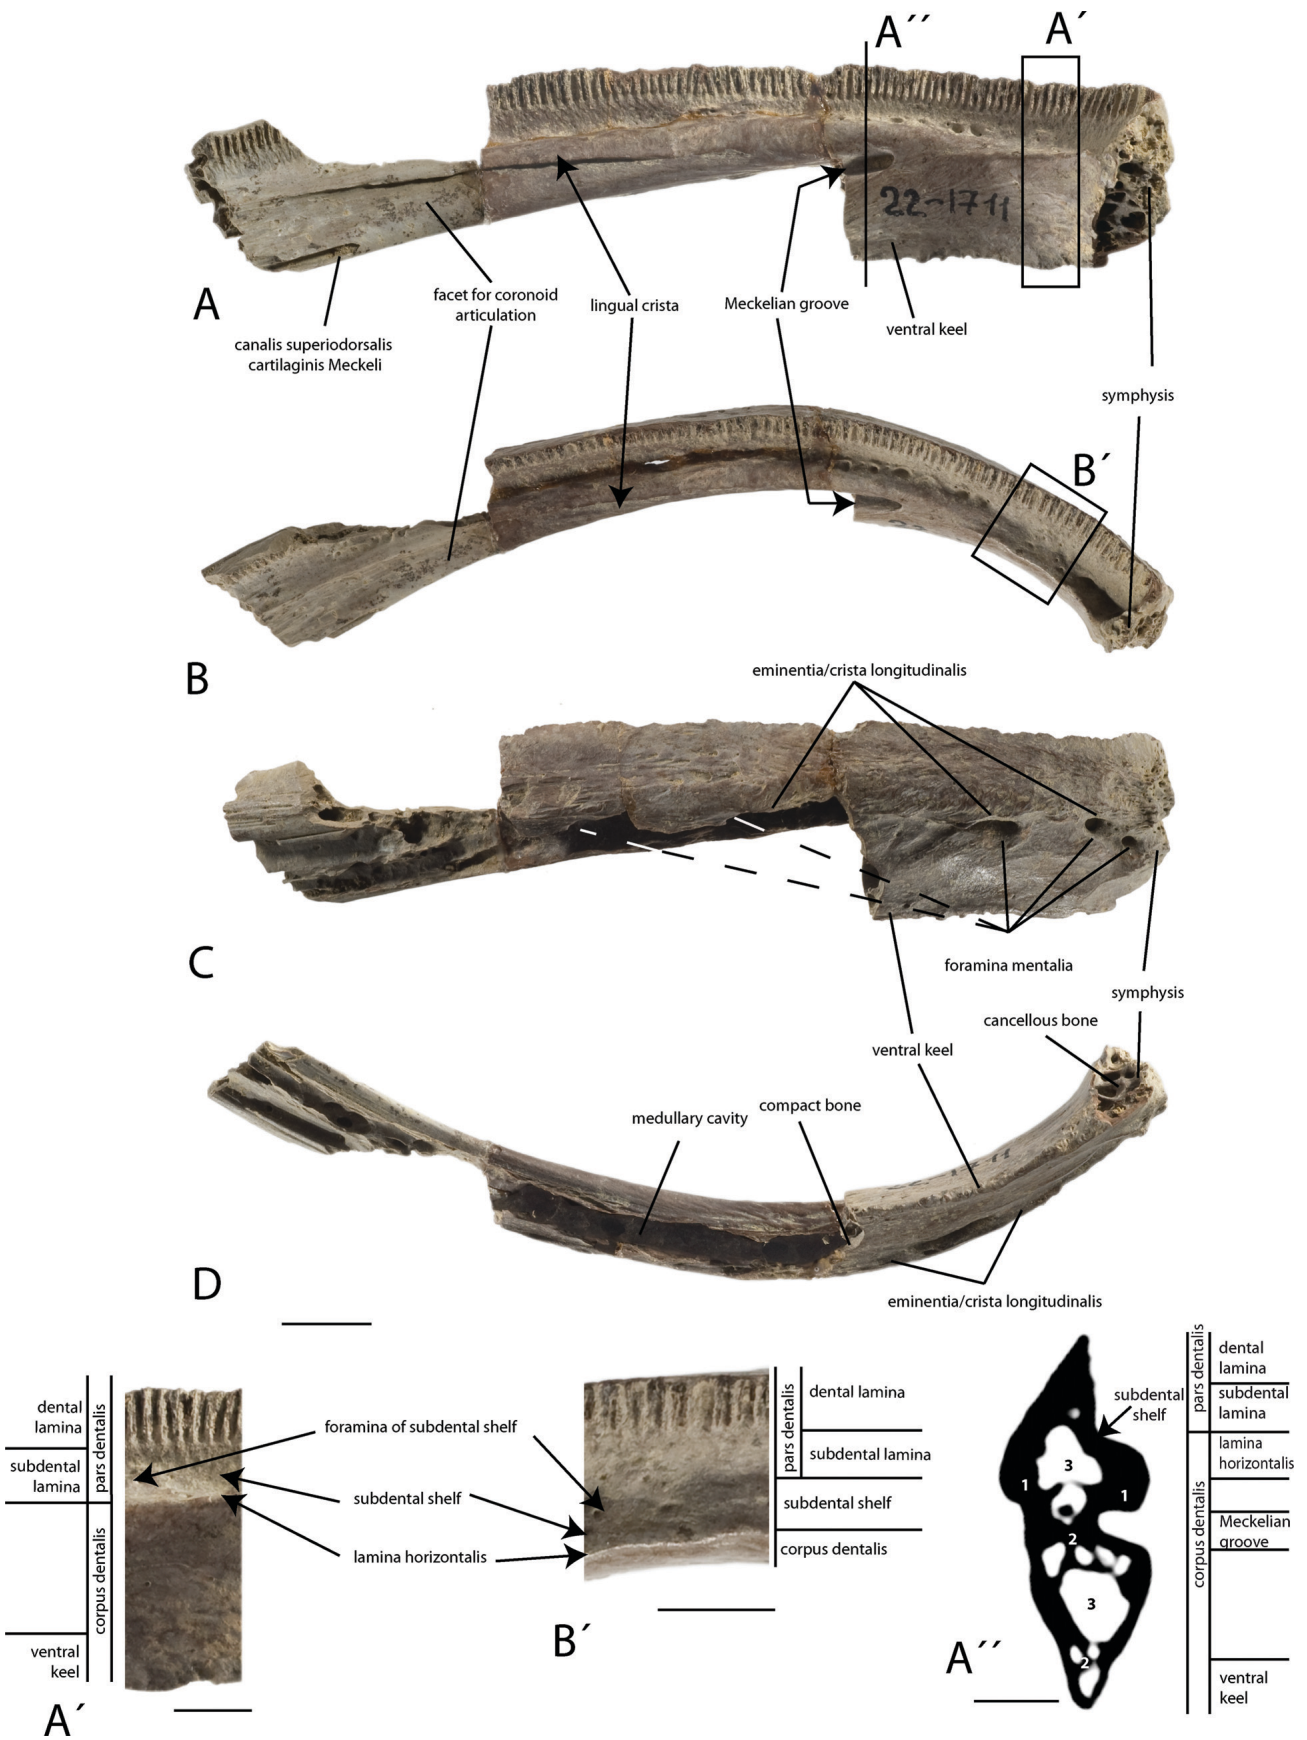 A´´
A´
22-1711
A
facet for coronoid
articulation
lingual crista
Meckelian groove
ventral keel
canalis superiodorsalis
cartilaginis Meckeli
symphysis
B´
B
eminentia/crista longitudinalis
C
foramina mentalia
symphysis
cancellous bone
ventral keel
compact bone
medullary cavity
D
eminentia/crista longitudinalis
dental
lamina
subdental
lamina
pars dentalis
corpus dentalis
ventral
keel
A´
foramina of subdental shelf
subdental shelf
lamina horizontalis
pars dentalis
dental lamina
subdental lamina
subdental shelf
corpus dentalis
B´
subdental
shelf
1
3
1
2
3
2
A´´
pars dentalis
corpus dentalis
dental
lamina
subdental
lamina
lamina
horizontalis
Meckelian
groove
ventral
keel